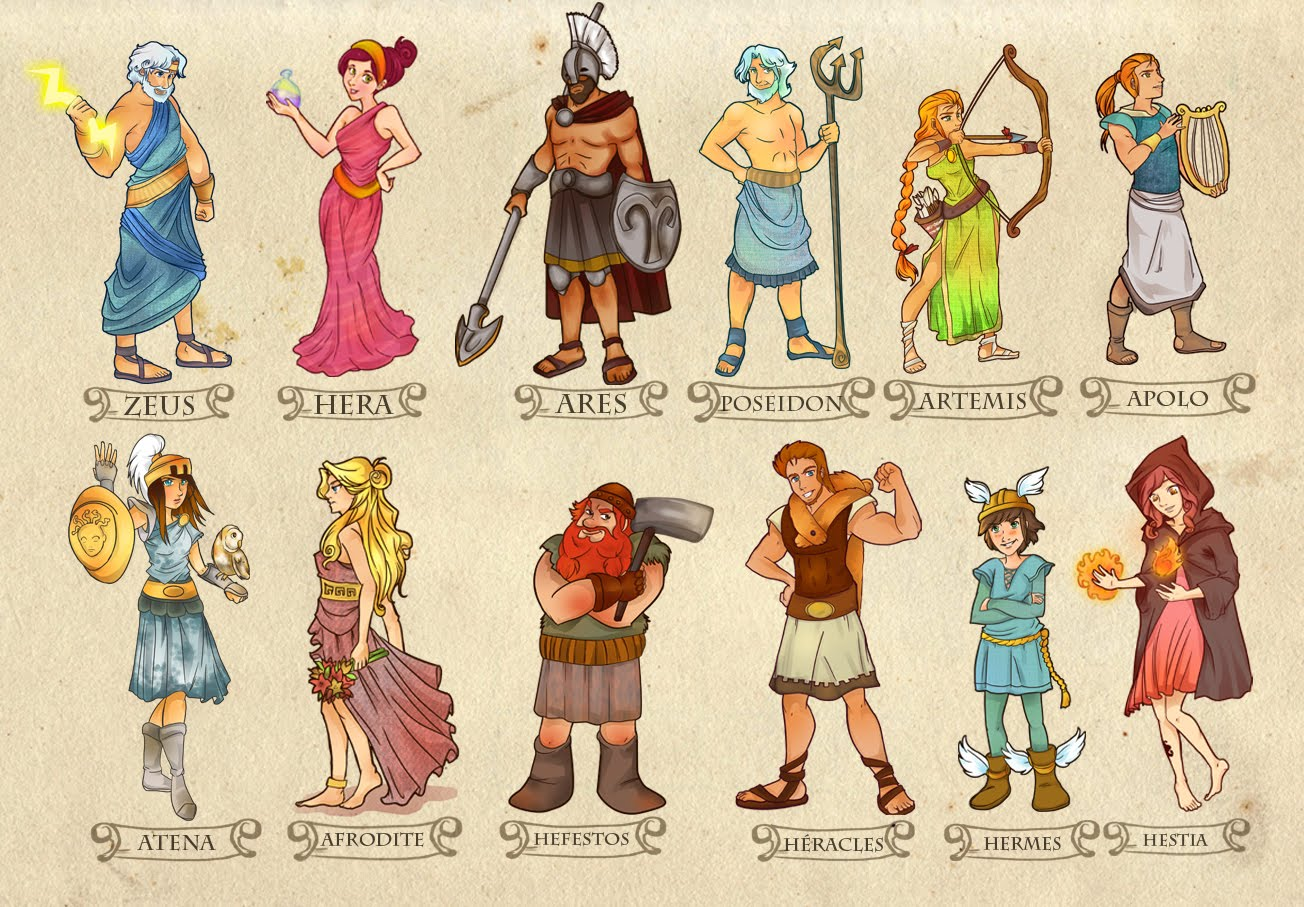 ZEUS
HERA
ARES
POSEIDON
ARTEMIS
APOLO
ATENA
AFRODITE
HEFESTOS
HÉRACLES
HERMES
HESTIA